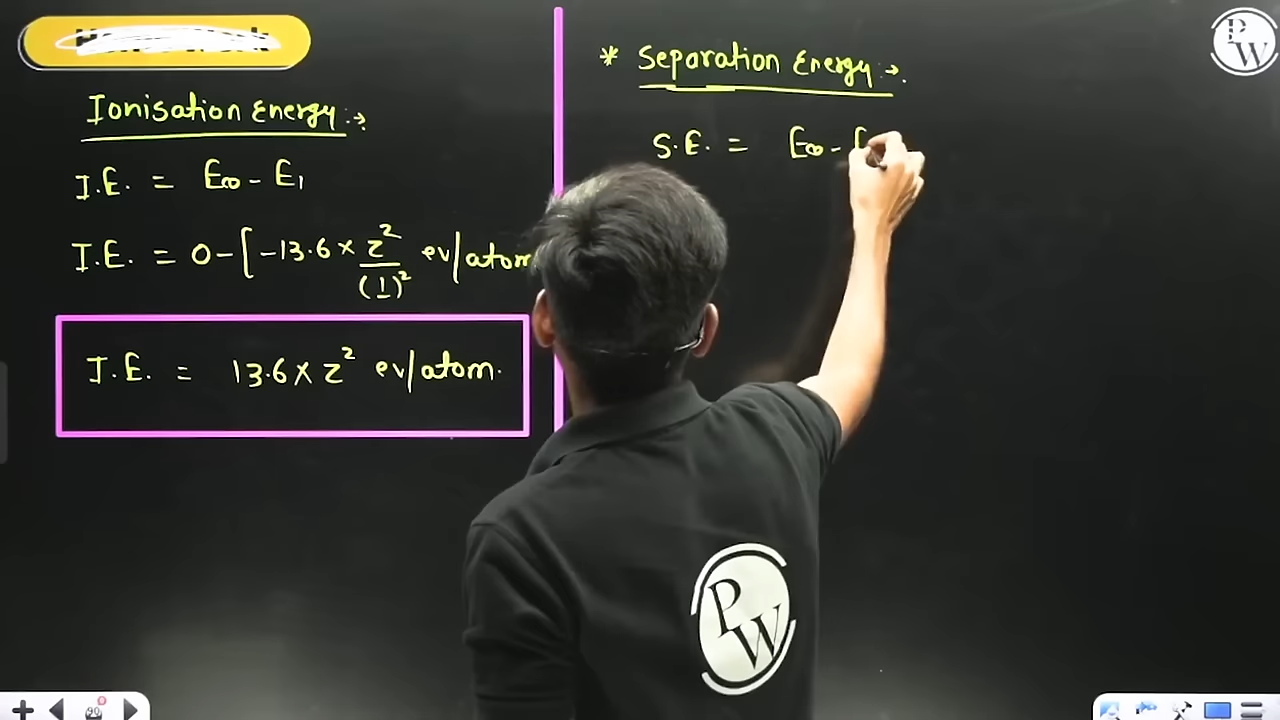 Ionisation Energy :→
I.E. = E∞ - E₁
I.E. = 0 - [-13.6 × Z²/(1)² ev/atom
I.E. = 13.6 × Z² ev/atom.
* Separation Energy :→
S.E. = E∞ - E
PW
PW